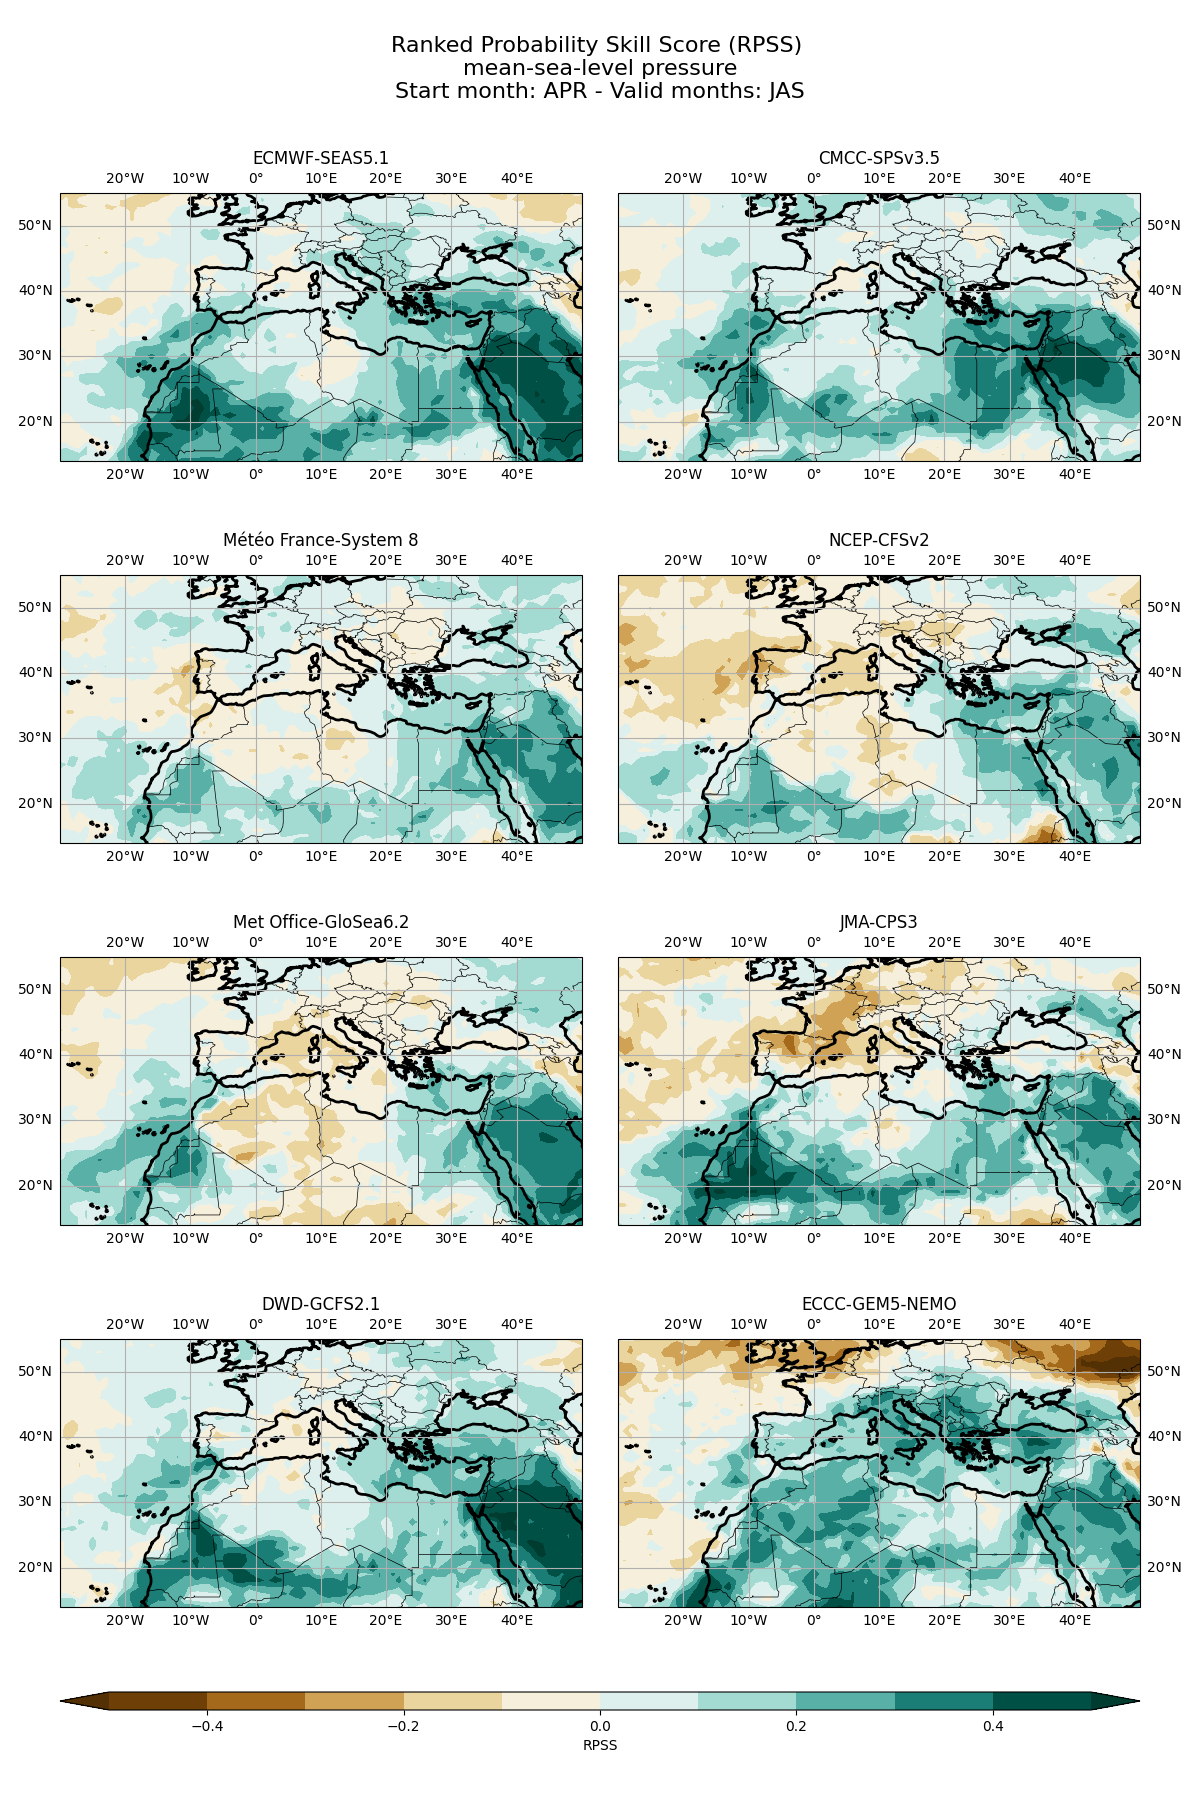 Ranked Probability Skill Score (RPSS)
mean-sea-level pressure
Start month: APR - Valid months: JAS
ECMWF-SEAS5.1
20°W 10°W 0° 10°E 20°E 30°E 40°E
50°N
40°N
30°N
20°N
20°W 10°W 0° 10°E 20°E 30°E 40°E
CMCC-SPSv3.5
20°W 10°W 0° 10°E 20°E 30°E 40°E
50°N
40°N
30°N
20°N
20°W 10°W 0° 10°E 20°E 30°E 40°E
Météo France-System 8
20°W 10°W 0° 10°E 20°E 30°E 40°E
50°N
40°N
30°N
20°N
20°W 10°W 0° 10°E 20°E 30°E 40°E
NCEP-CFSv2
20°W 10°W 0° 10°E 20°E 30°E 40°E
50°N
40°N
30°N
20°N
20°W 10°W 0° 10°E 20°E 30°E 40°E
Met Office-GloSea6.2
20°W 10°W 0° 10°E 20°E 30°E 40°E
50°N
40°N
30°N
20°N
20°W 10°W 0° 10°E 20°E 30°E 40°E
JMA-CPS3
20°W 10°W 0° 10°E 20°E 30°E 40°E
50°N
40°N
30°N
20°N
20°W 10°W 0° 10°E 20°E 30°E 40°E
DWD-GCFS2.1
20°W 10°W 0° 10°E 20°E 30°E 40°E
50°N
40°N
30°N
20°N
20°W 10°W 0° 10°E 20°E 30°E 40°E
ECCC-GEM5-NEMO
20°W 10°W 0° 10°E 20°E 30°E 40°E
50°N
40°N
30°N
20°N
20°W 10°W 0° 10°E 20°E 30°E 40°E
−0.4 −0.2 0.0 0.2 0.4
RPSS